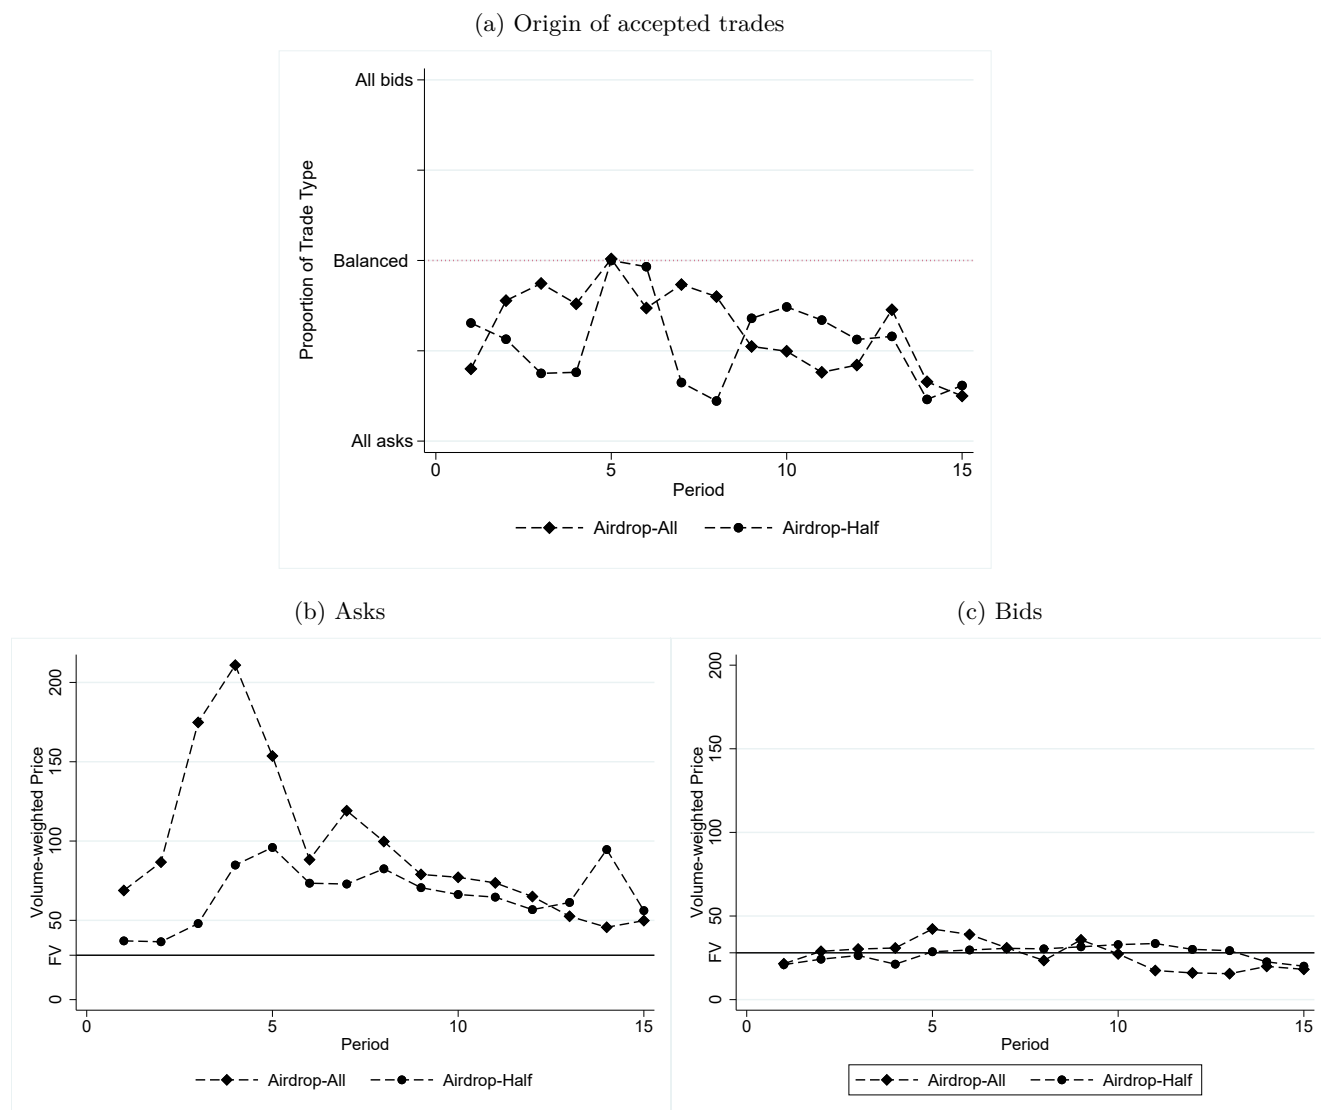 (a) Origin of accepted trades
All bids
Balanced
All asks
Proportion of Trade Type
0 5 10 15
Period
Airdrop-All Airdrop-Half
(b) Asks
200
150
100
50
FV
0
Volume-weighted Price
0 5 10 15
Period
Airdrop-All Airdrop-Half
(c) Bids
200
150
100
50
FV
0
Volume-weighted Price
0 5 10 15
Period
Airdrop-All Airdrop-Half